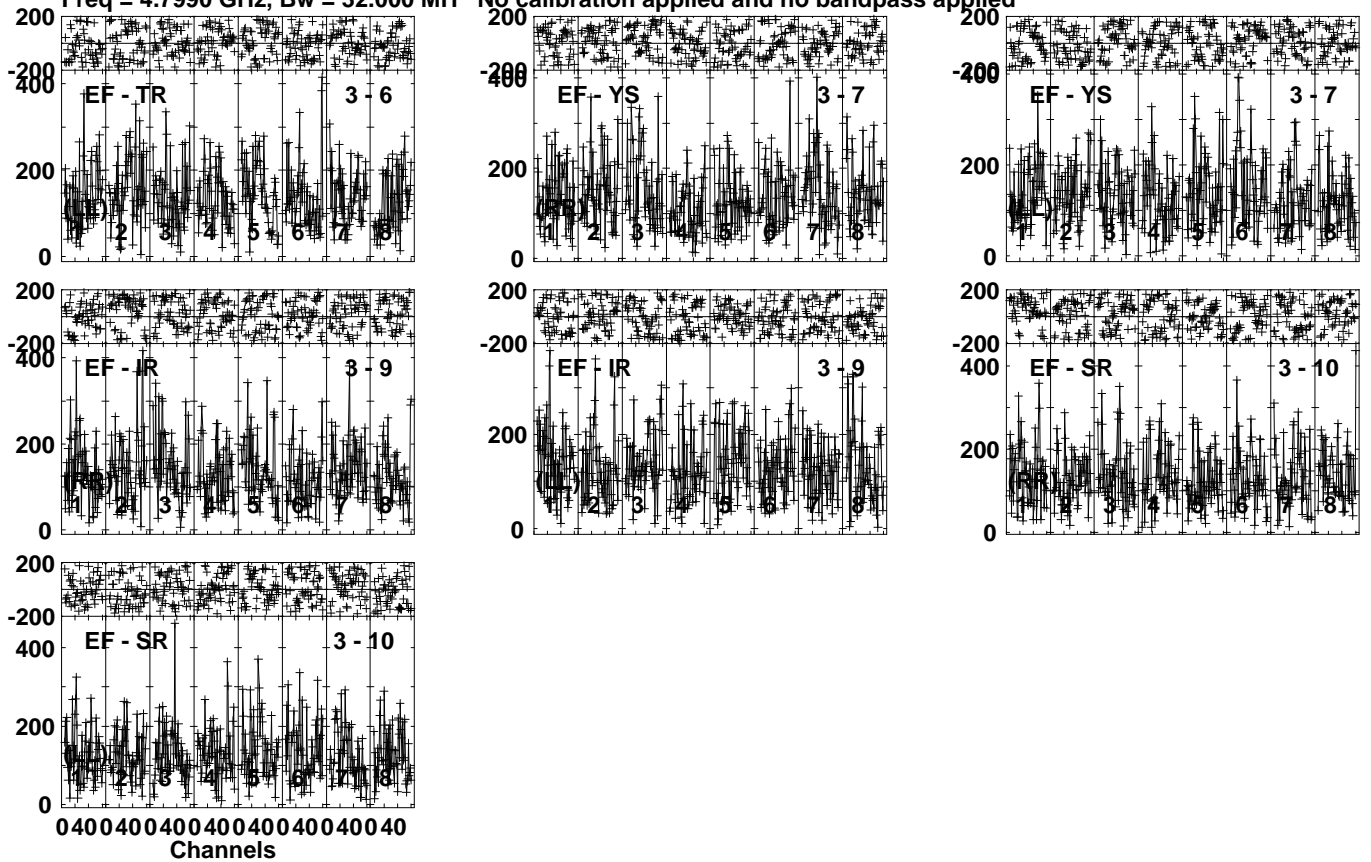 Freq = 4.7990 GHz, Bw = 32.000 MH No calibration applied and no bandpass applied
200 200 200
-200 -200 -200
400 400 400
EF - TR 3 - 6 EF - YS 3 - 7 EF - YS 3 - 7
200 200 200
(LL) (RR) (LL)
1 2 3 4 5 6 7 8 1 2 3 4 5 6 7 8 1 2 3 4 5 6 7 8
0 0 0
200 200 200
-200 -200 -200
400 400
EF - IR 3 - 9 EF - IR 3 - 9 EF - SR 3 - 10
200 200 200
(RR) (LL) (RR)
1 2 3 4 5 6 7 8 1 2 3 4 5 6 7 8 1 2 3 4 5 6 7 8
0 0 0
200
-200
EF - SR 3 - 10
400
200
(LL)
1 2 3 4 5 6 7 8
0
0 40 0 40 0 40 0 40 0 40 0 40 0 40 0 40
Channels